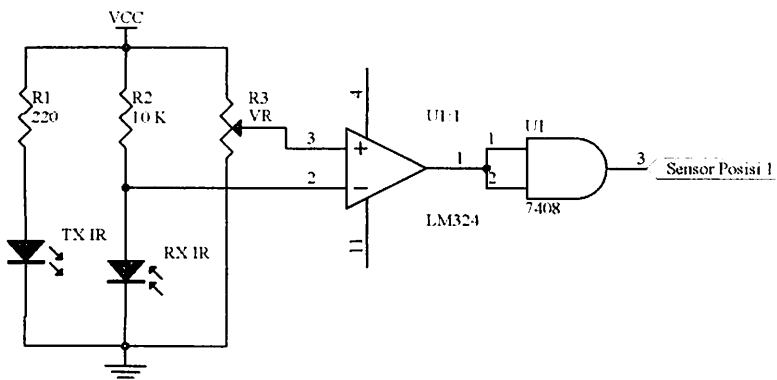 VCC
R1
220
R2
10 K
R3
VR
4
U1:1
3
2
1
11
LM324
U1
1
2
3
7408
Sensor Posisi 1
TX IR
RX IR